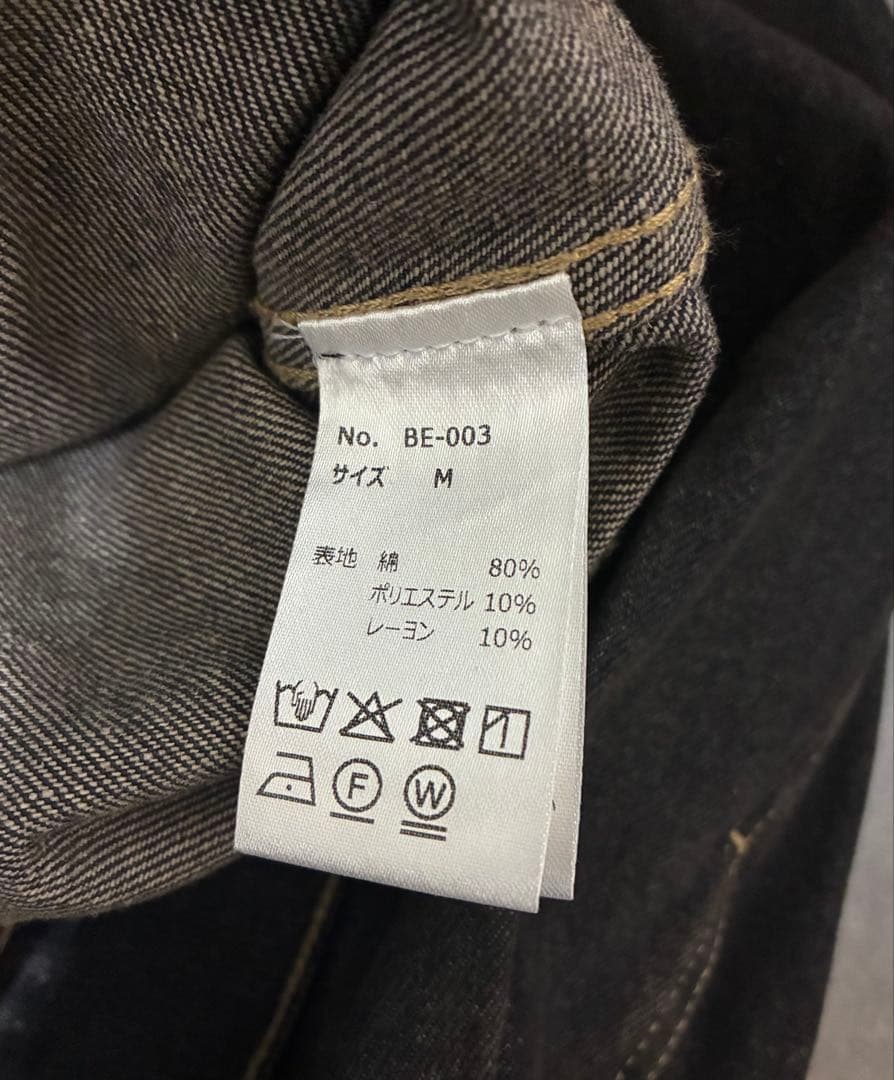 No. BE-003
サイズ M
表地 綿 80%
ポリエステル 10%
レーヨン 10%
F W